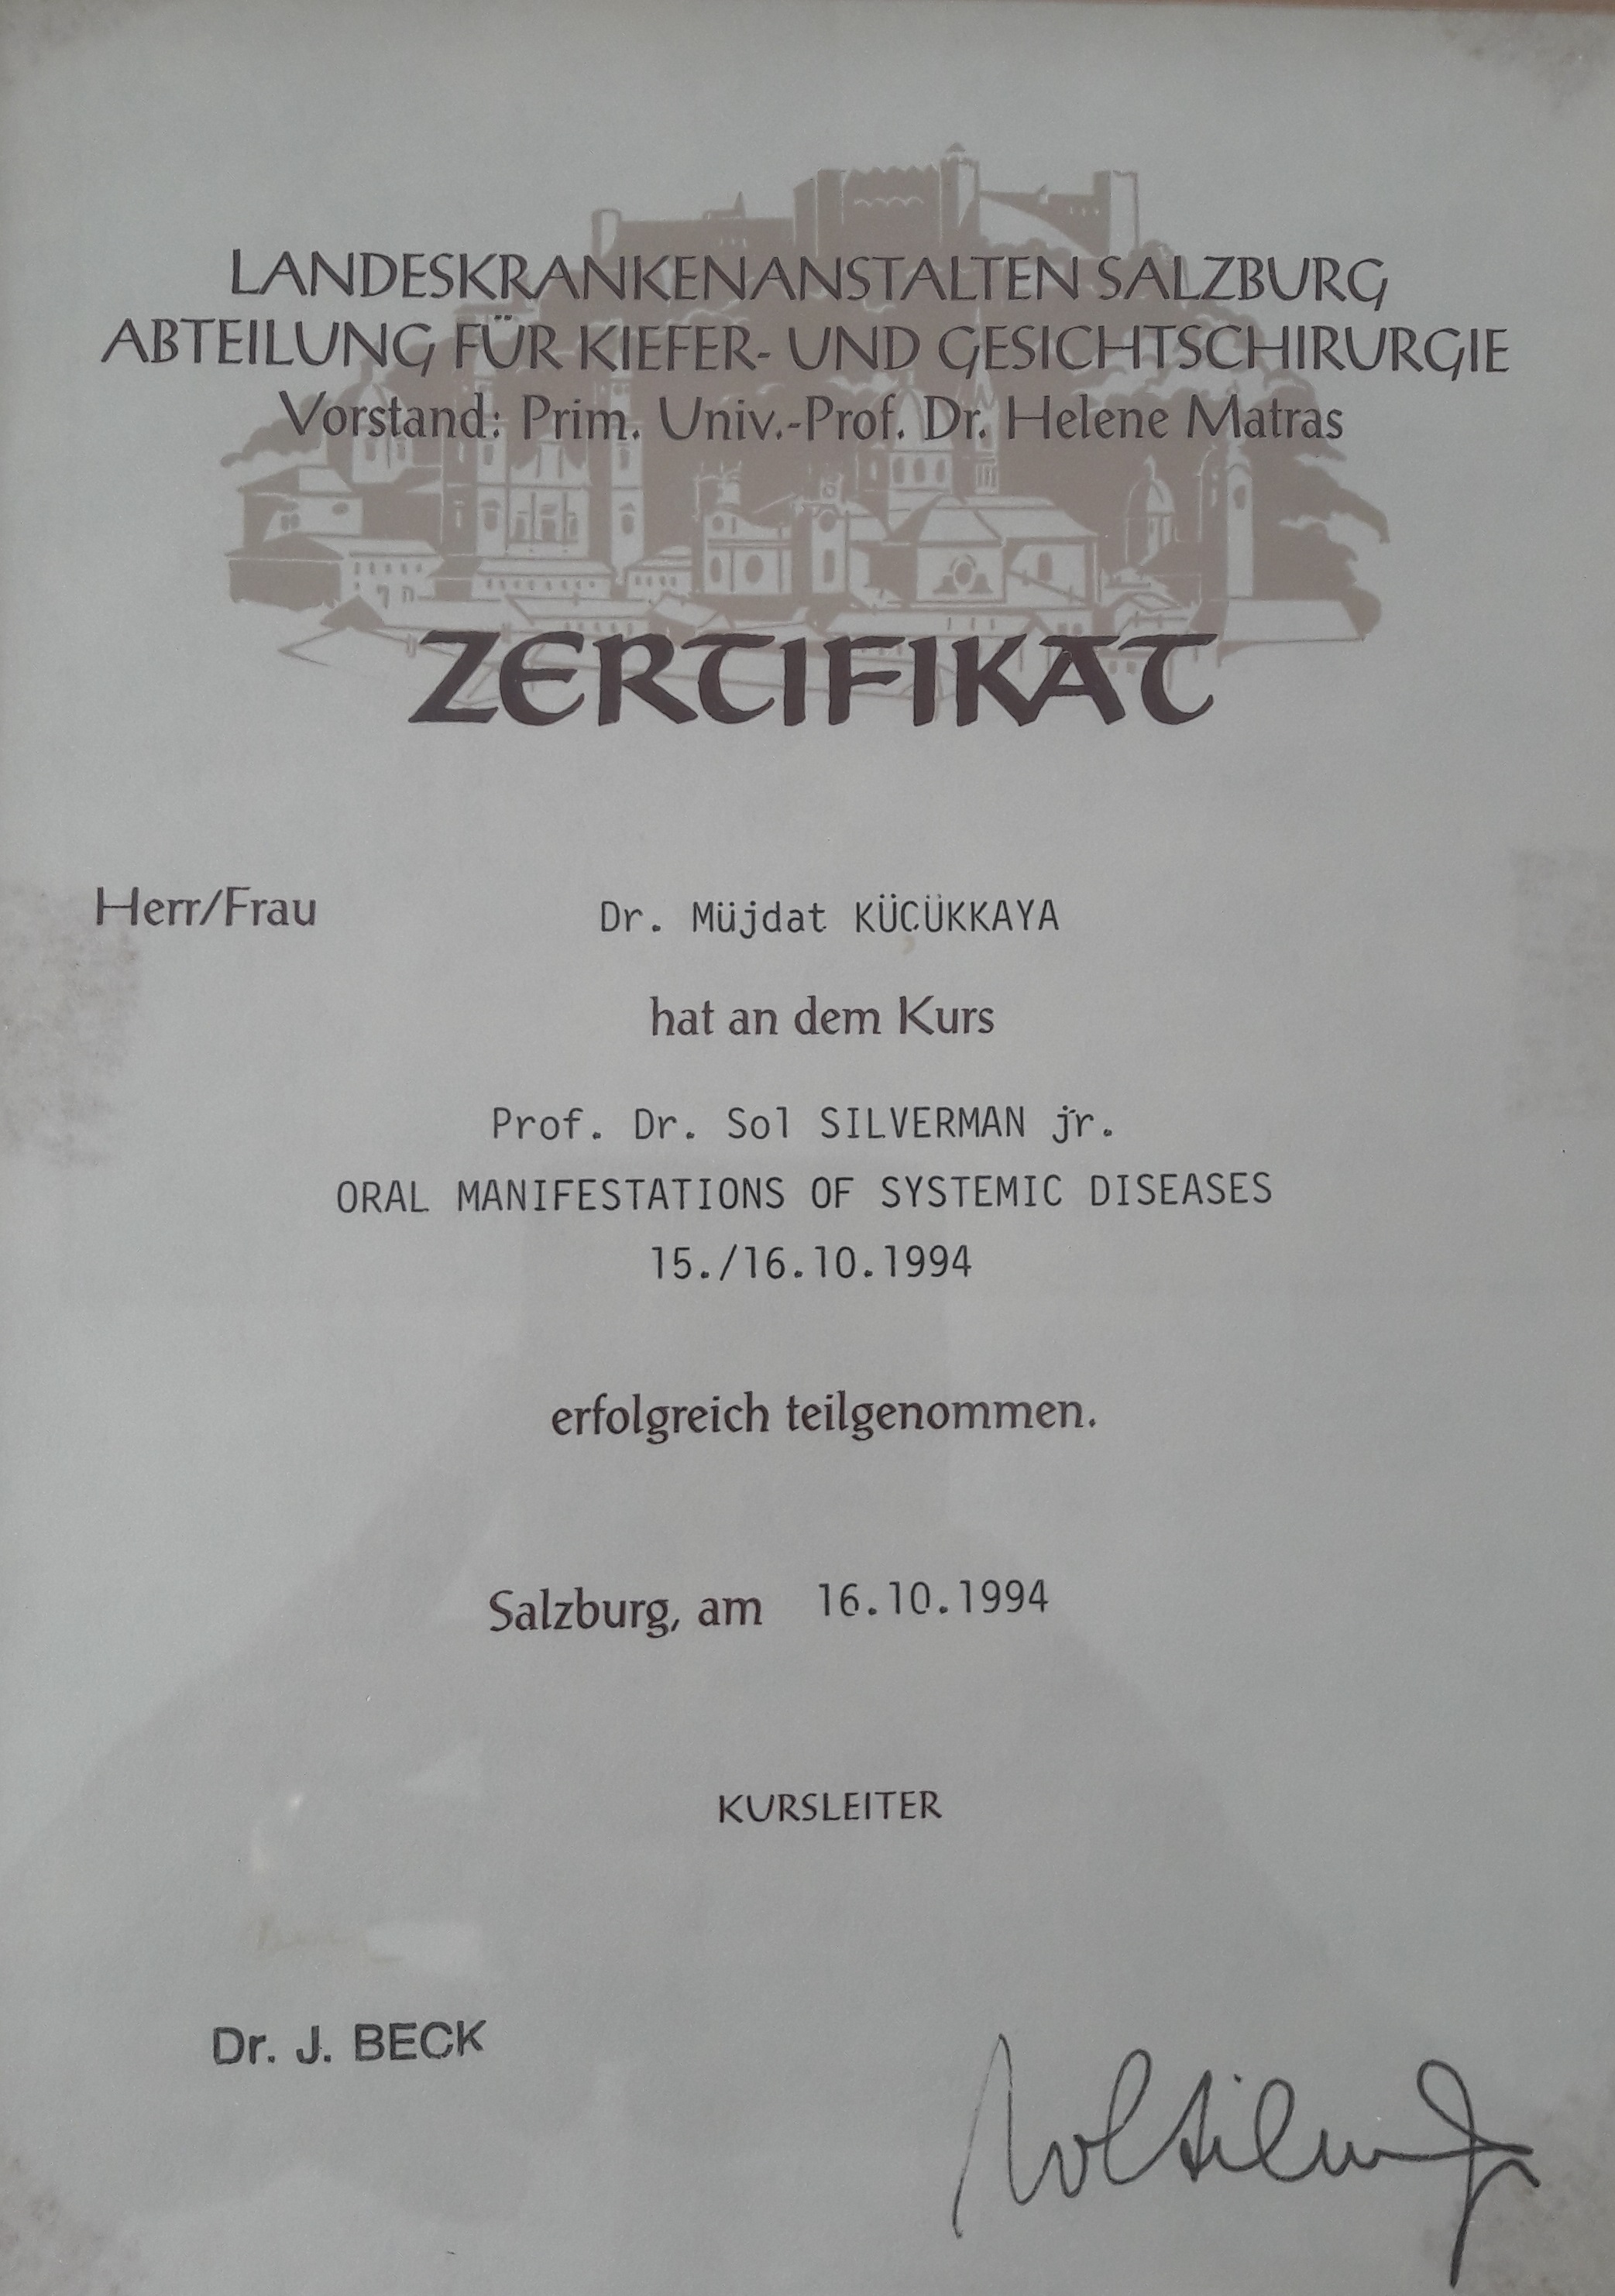 LANDESKRANKENANSTALTEN SALZBURG
ABTEILUNG FÜR KIEFER- UND GESICHTSCHIRURGIE
Vorstand: Prim. Univ.-Prof. Dr. Helene Matras
ZERTIFIKAT
Herr/Frau Dr. Müjdat KÜCÜKKAYA
hat an dem Kurs
Prof. Dr. Sol SILVERMAN jr.
ORAL MANIFESTATIONS OF SYSTEMIC DISEASES
15./16.10.1994
erfolgreich teilgenommen.
Salzburg, am 16.10.1994
KURSLEITER
Dr. J. BECK